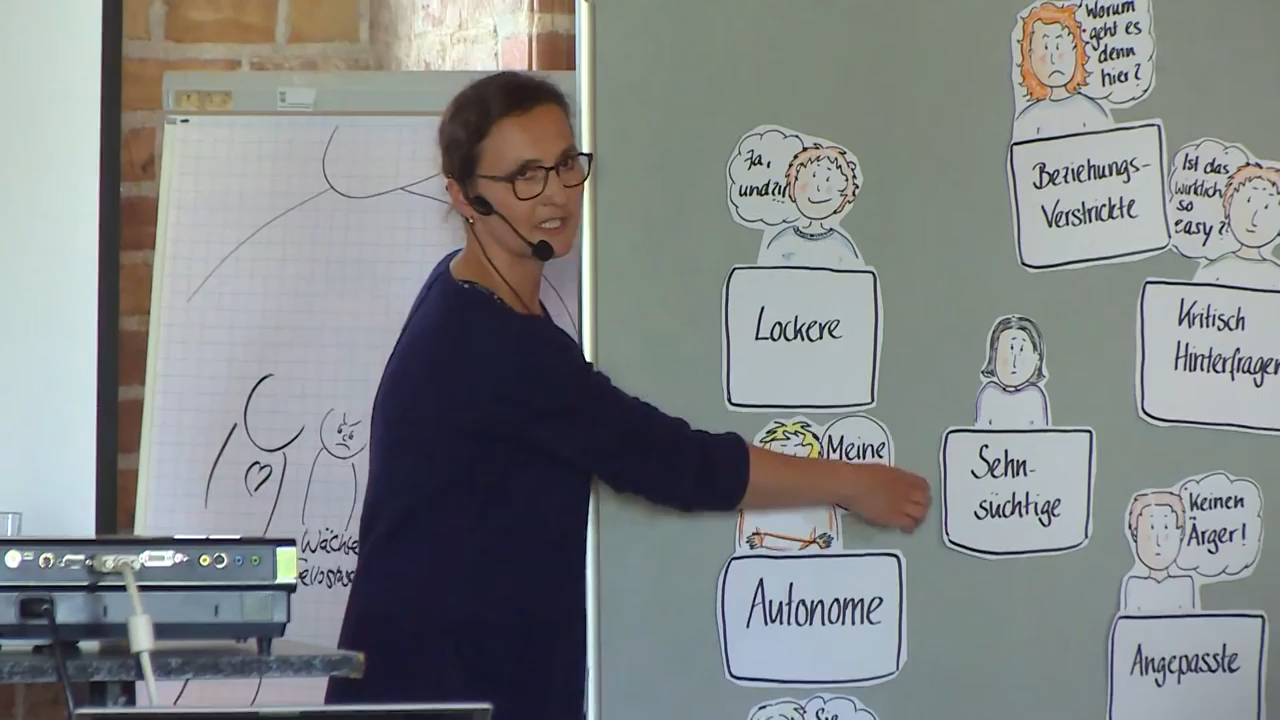 Worum
geht es
denn
hier?
Beziehungs-
Verstrickte
Ja,
und?!
Lockere
Ist das
wirklich
so
easy?
Kritisch
Hinterfragen
Sehn-
süchtige
Meine
Autonome
Keinen
Ärger!
Angepasste
Wächte
Sie